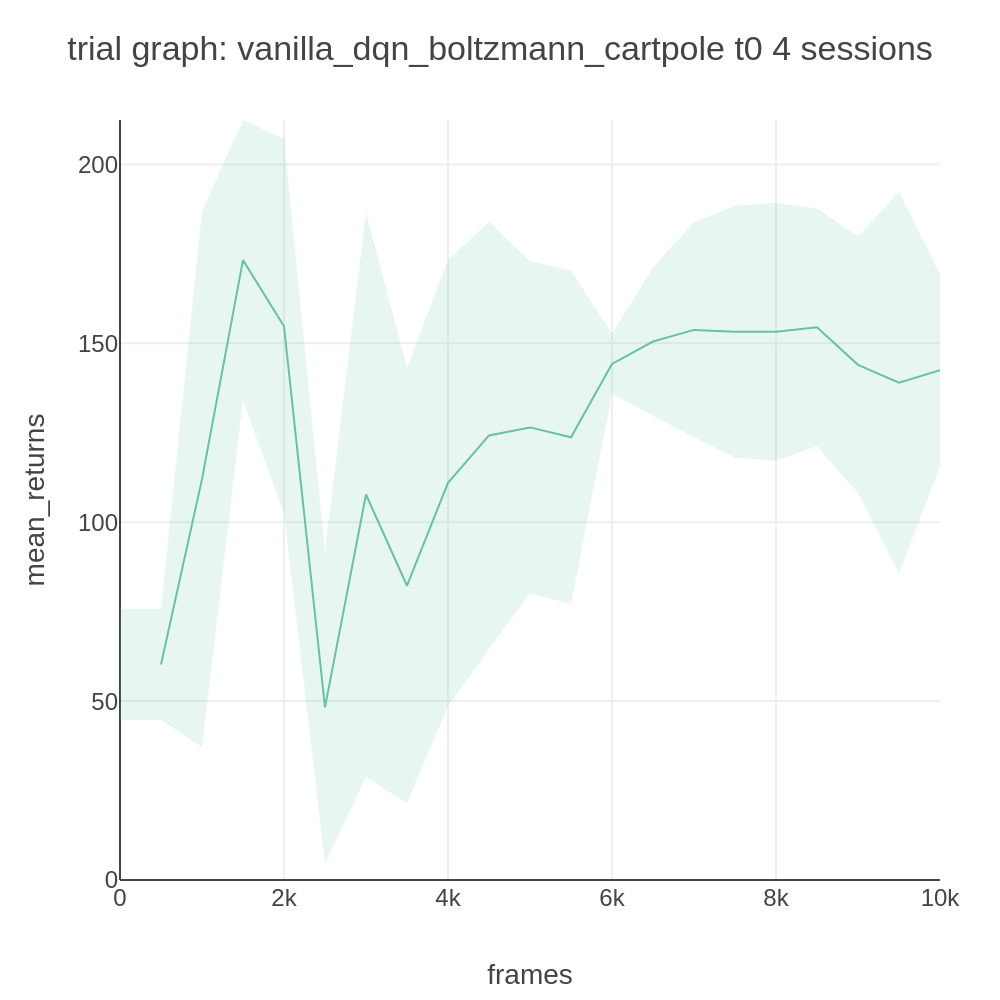 trial graph: vanilla_dqn_boltzmann_cartpole t0 4 sessions
200
150
100
50
0
mean_returns
0 2k 4k 6k 8k 10k
frames